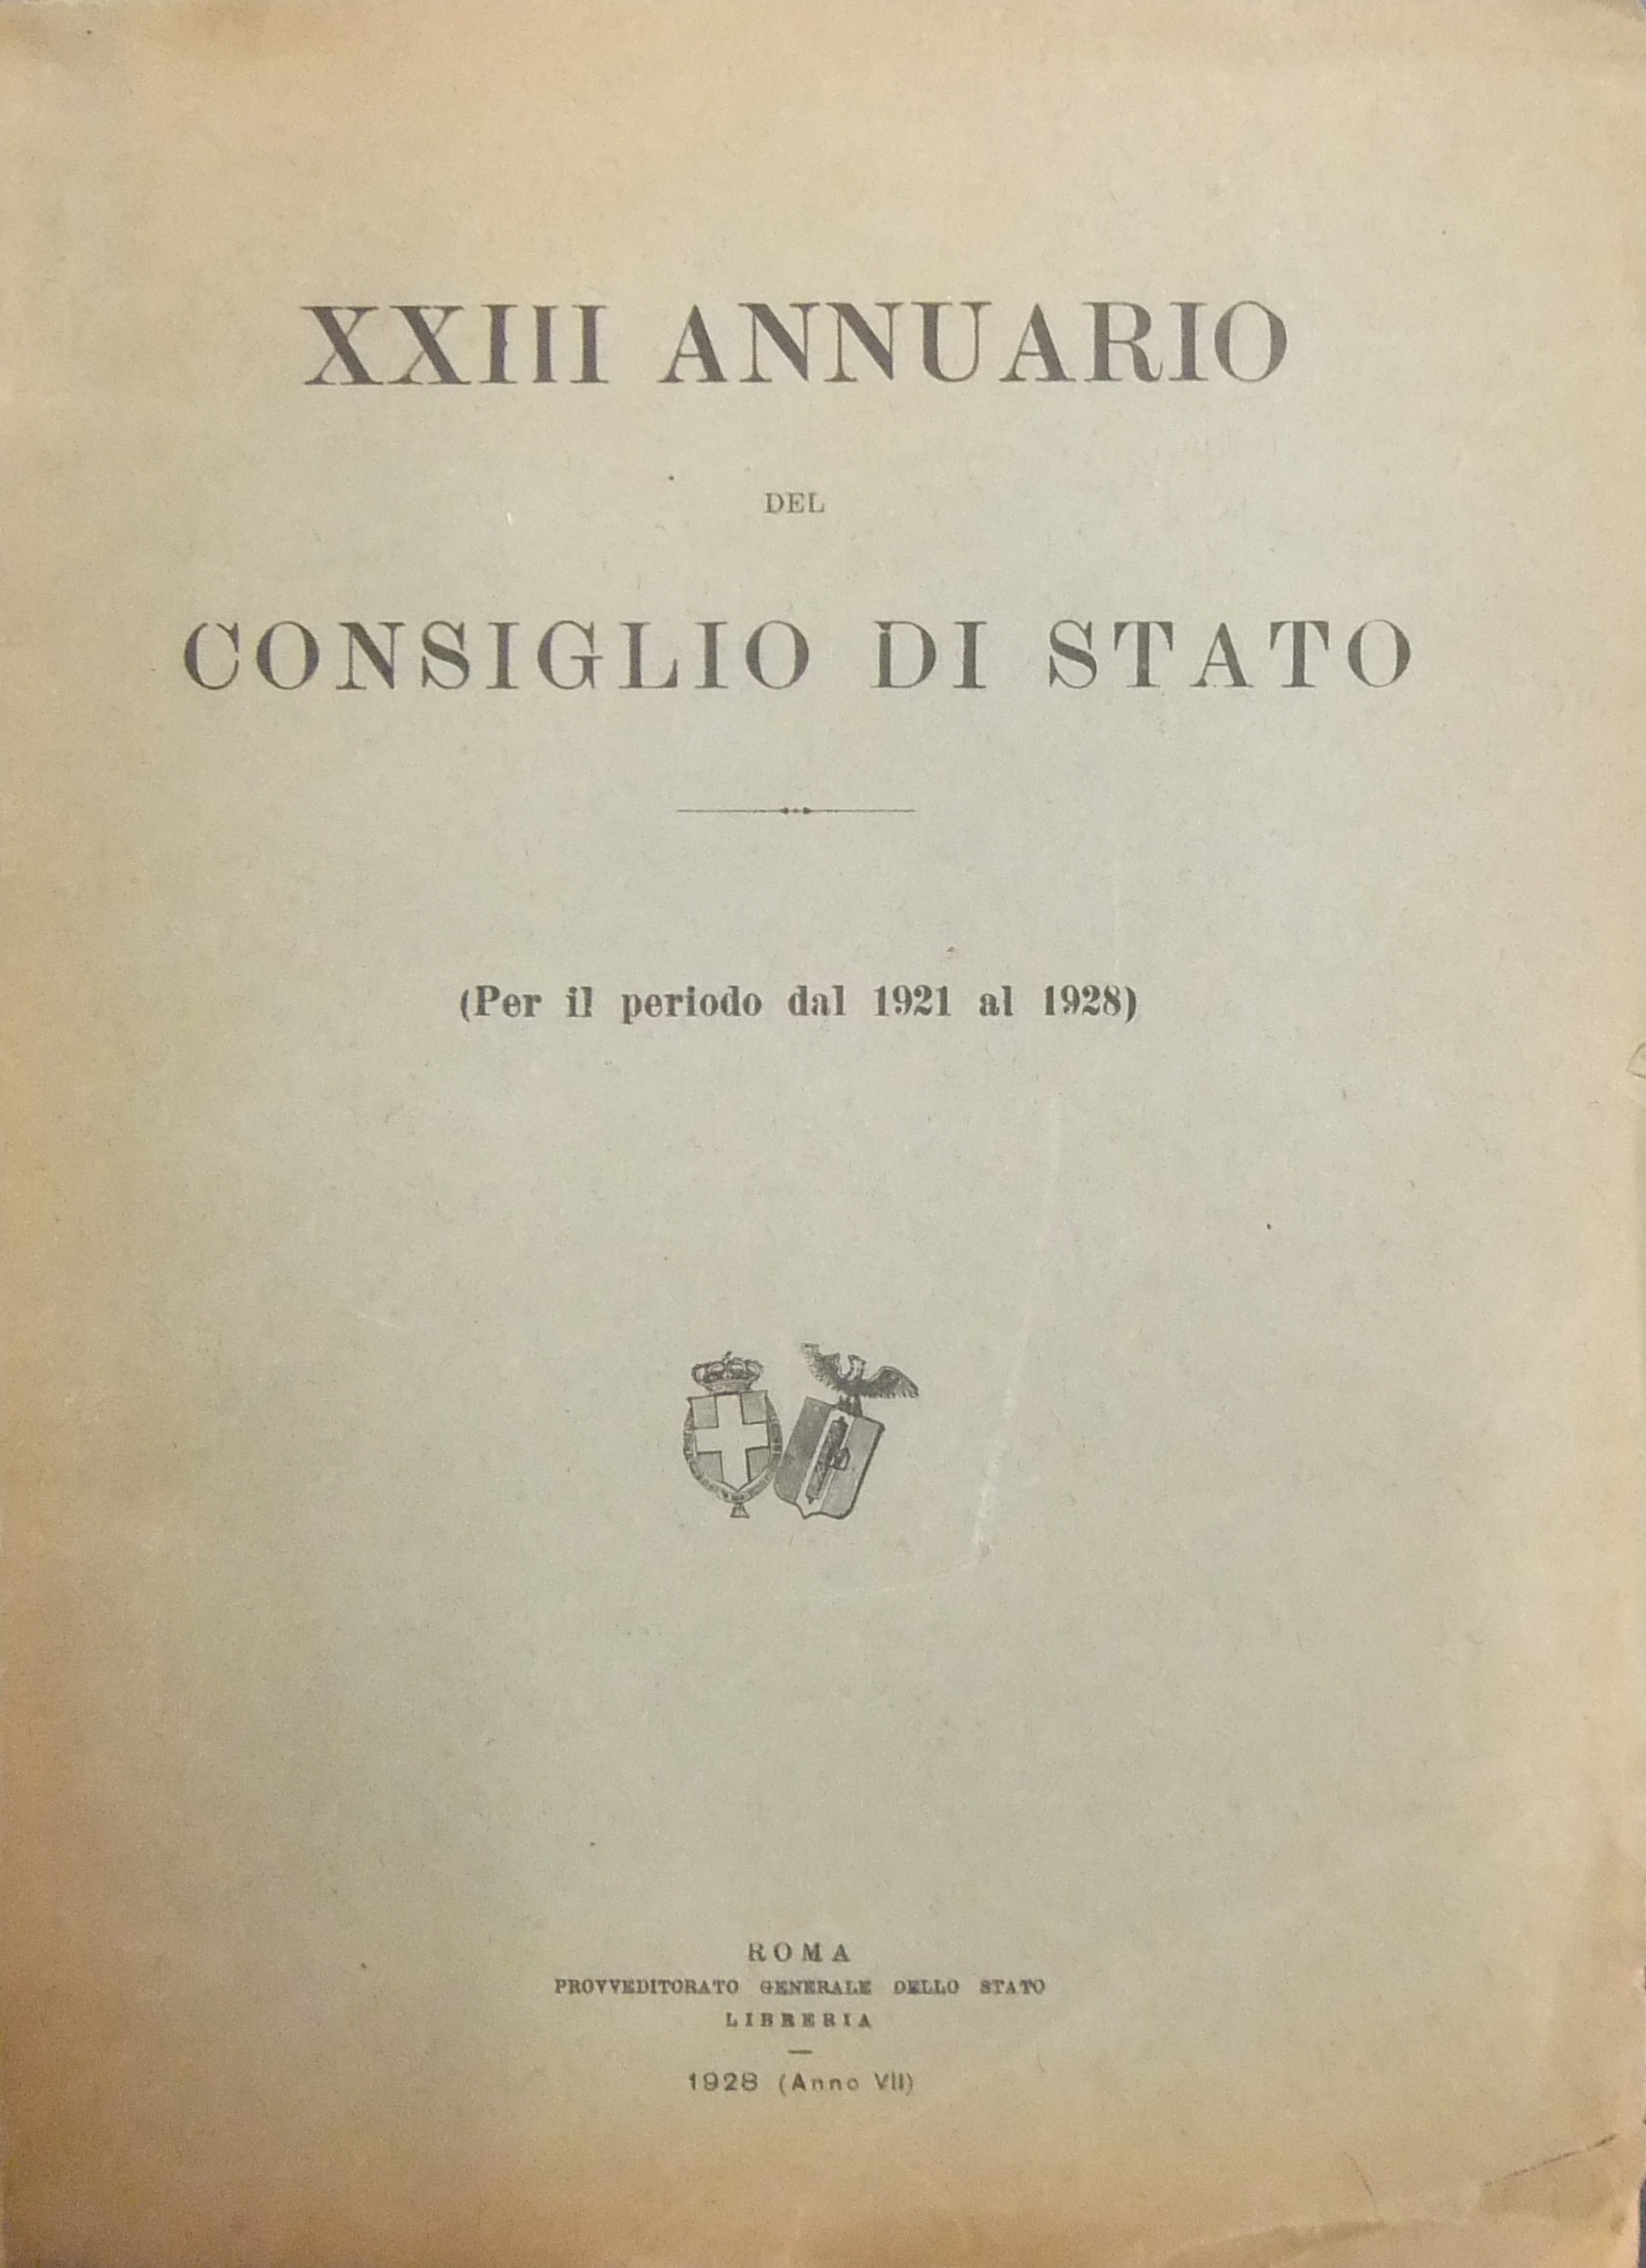 XXIII ANNUARIO
DEL
CONSIGLIO DI STATO
(Per il periodo dal 1921 al 1928)
ROMA
PROVVEDITORATO GENERALE DELLO STATO
LIBRERIA
1928 (Anno VII)